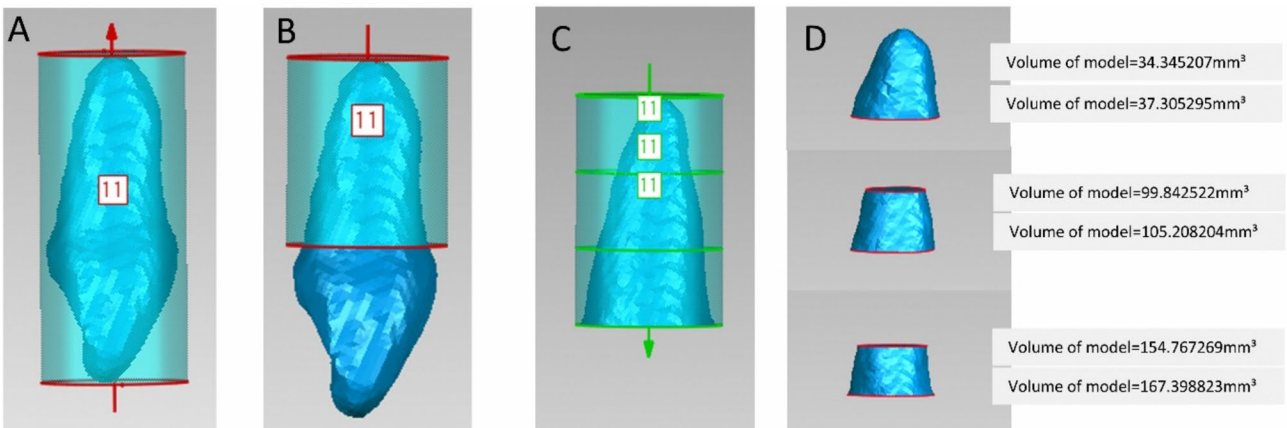 A
B
C
D
11
11
11
11
11
Volume of model=34.345207mm³
Volume of model=37.305295mm³
Volume of model=99.842522mm³
Volume of model=105.208204mm³
Volume of model=154.767269mm³
Volume of model=167.398823mm³